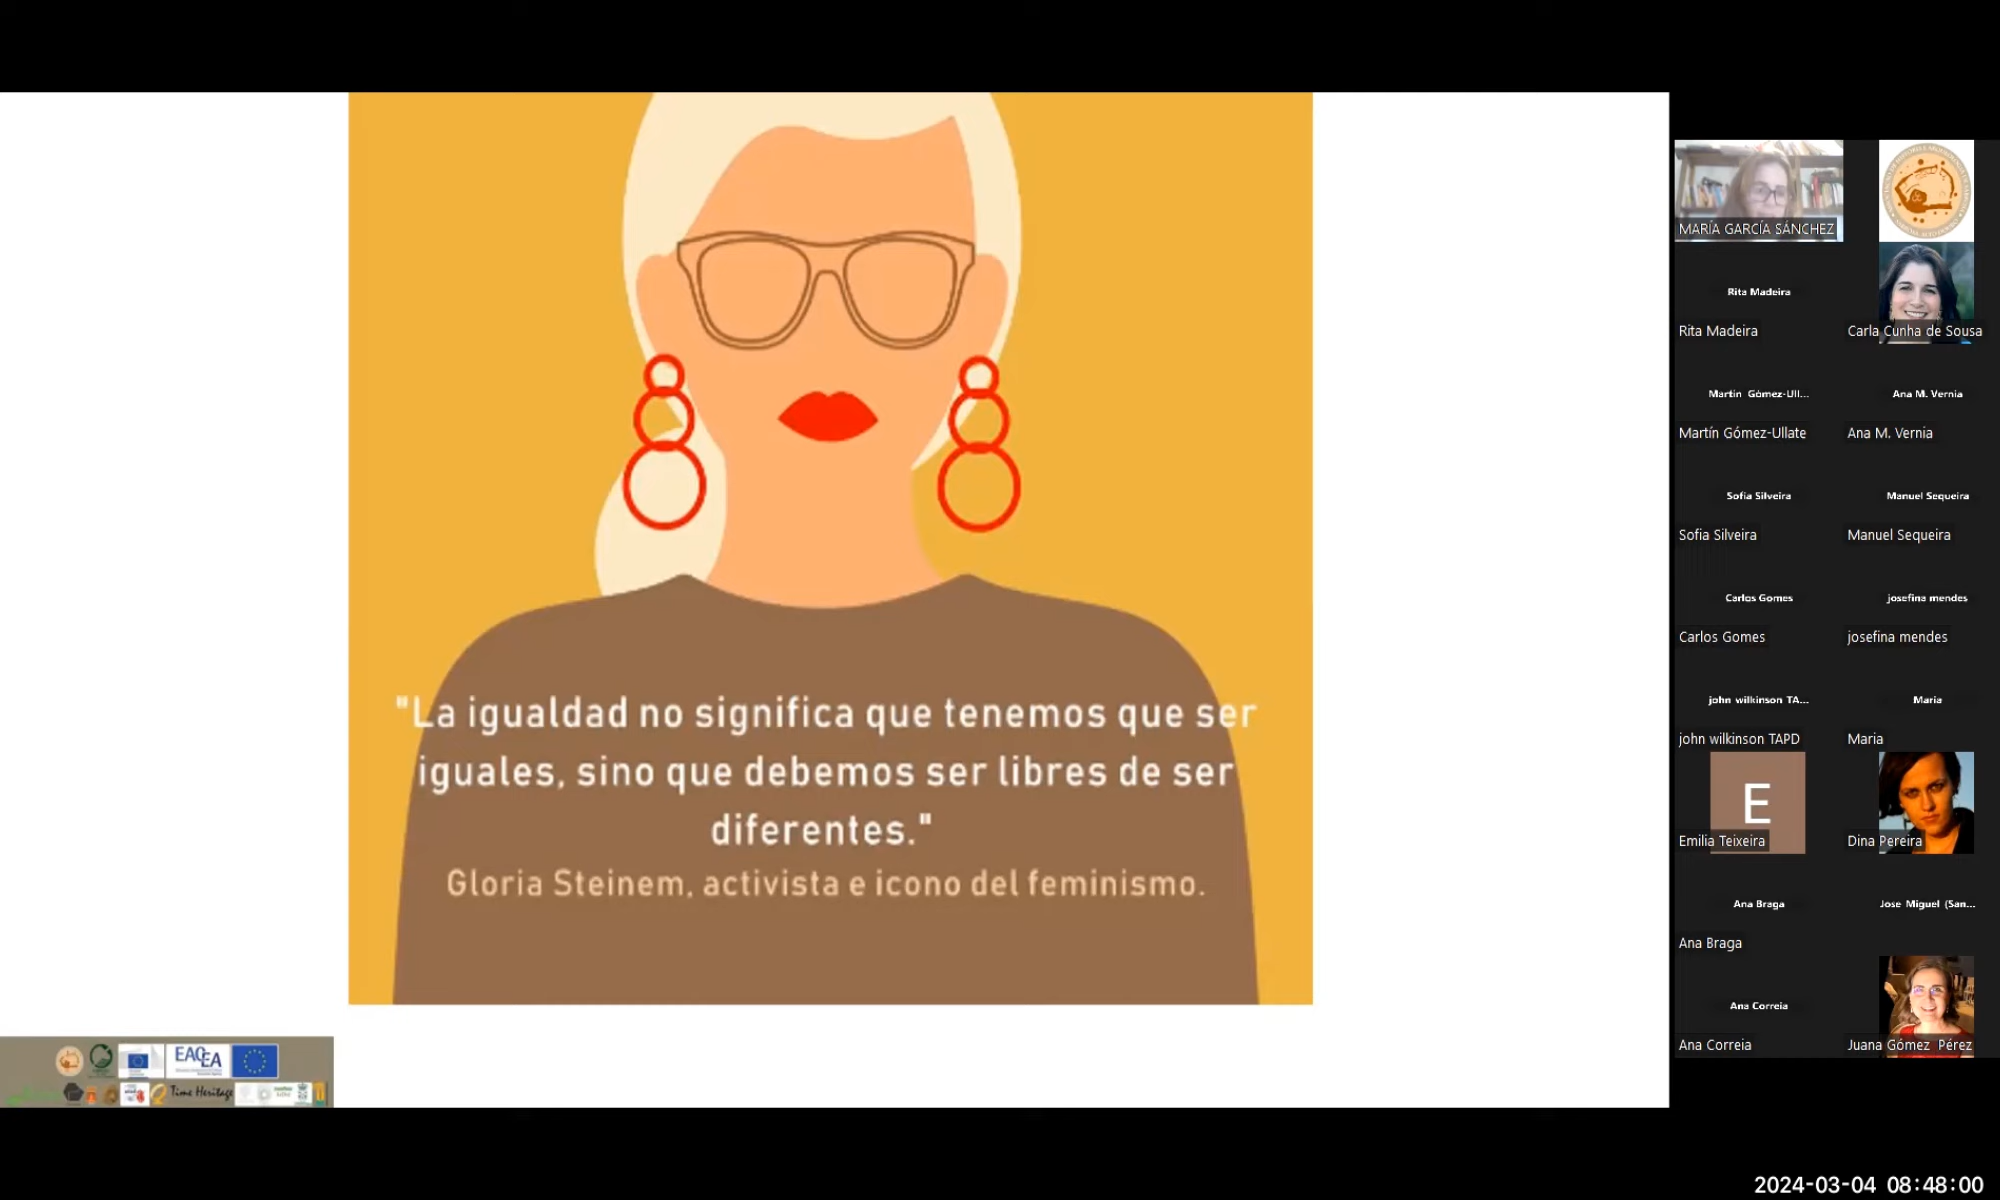 "La igualdad no significa que tenemos que ser
iguales, sino que debemos ser libres de ser
diferentes."
Gloria Steinem, activista e icono del feminismo.
MARÍA GARCÍA SÁNCHEZ
Rita Madeira
Rita Madeira
Carla Cunha de Sousa
Martín Gómez-Ull...
Ana M. Vernia
Martín Gómez-Ullate
Ana M. Vernia
Sofia Silveira
Manuel Sequeira
Sofia Silveira
Manuel Sequeira
Carlos Gomes
josefina mendes
Carlos Gomes
josefina mendes
john wilkinson TA...
Maria
john wilkinson TAPD
Maria
E
Emilia Teixeira
Dina Pereira
Ana Braga
Jose Miguel (San...
Ana Braga
Ana Correia
Ana Correia
Juana Gómez Pérez
EACEA
Time Heritage
2024-03-04 08:48:00